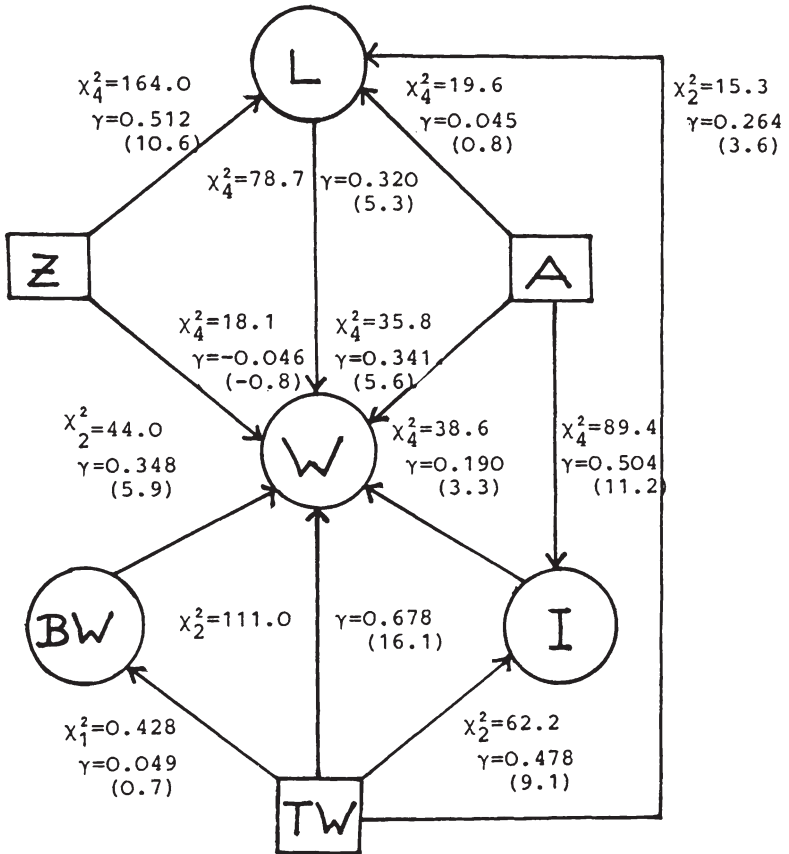 L
χ²₄=164.0
γ=0.512
(10.6)
χ²₄=19.6
γ=0.045
(0.8)
χ²₂=15.3
γ=0.264
(3.6)
χ²₄=78.7
γ=0.320
(5.3)
Z
A
χ²₄=18.1
γ=-0.046
(-0.8)
χ²₄=35.8
γ=0.341
(5.6)
χ²₂=44.0
γ=0.348
(5.9)
W
χ²₄=38.6
γ=0.190
(3.3)
χ²₄=89.4
γ=0.504
(11.2)
BW
χ²₂=111.0
γ=0.678
(16.1)
I
χ²₁=0.428
γ=0.049
(0.7)
χ²₂=62.2
γ=0.478
(9.1)
TW